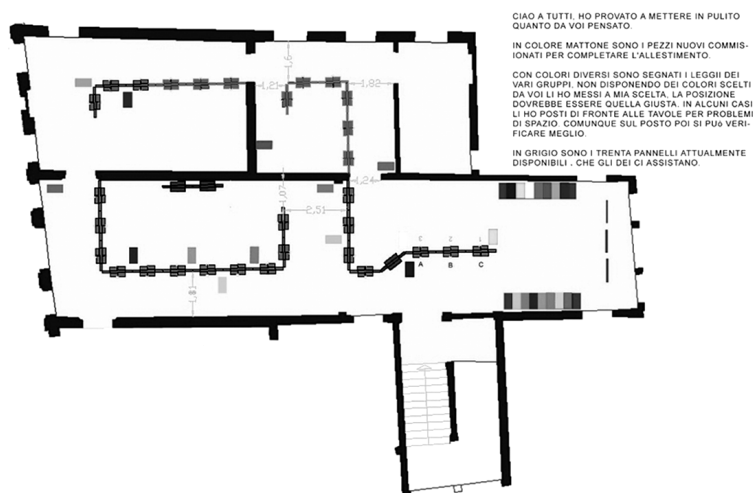 CIAO A TUTTI, HO PROVATO A METTERE IN PULITO
QUANTO DA VOI PENSATO.
IN COLORE MATTONE SONO I PEZZI NUOVI COMMIS-
IONATI PER COMPLETARE L'ALLESTIMENTO.
CON COLORI DIVERSI SONO SEGNATI I LEGGII DEI
VARI GRUPPI, NON DISPONENDO DEI COLORI SCELTI
DA VOI LI HO MESSI A MIA SCELTA, LA POSIZIONE
DOVREBBE ESSERE QUELLA GIUSTA. IN ALCUNI CASI
LI HO POSTI DI FRONTE ALLE TAVOLE PER PROBLEMI
DI SPAZIO. COMUNQUE SUL POSTO POI SI PUò VERI-
FICARE MEGLIO.
IN GRIGIO SONO I TRENTA PANNELLI ATTUALMENTE
DISPONIBILI . CHE GLI DEI CI ASSISTANO.
1,21
1,82
1,24
1,07
2,51
3 2 1
A B C